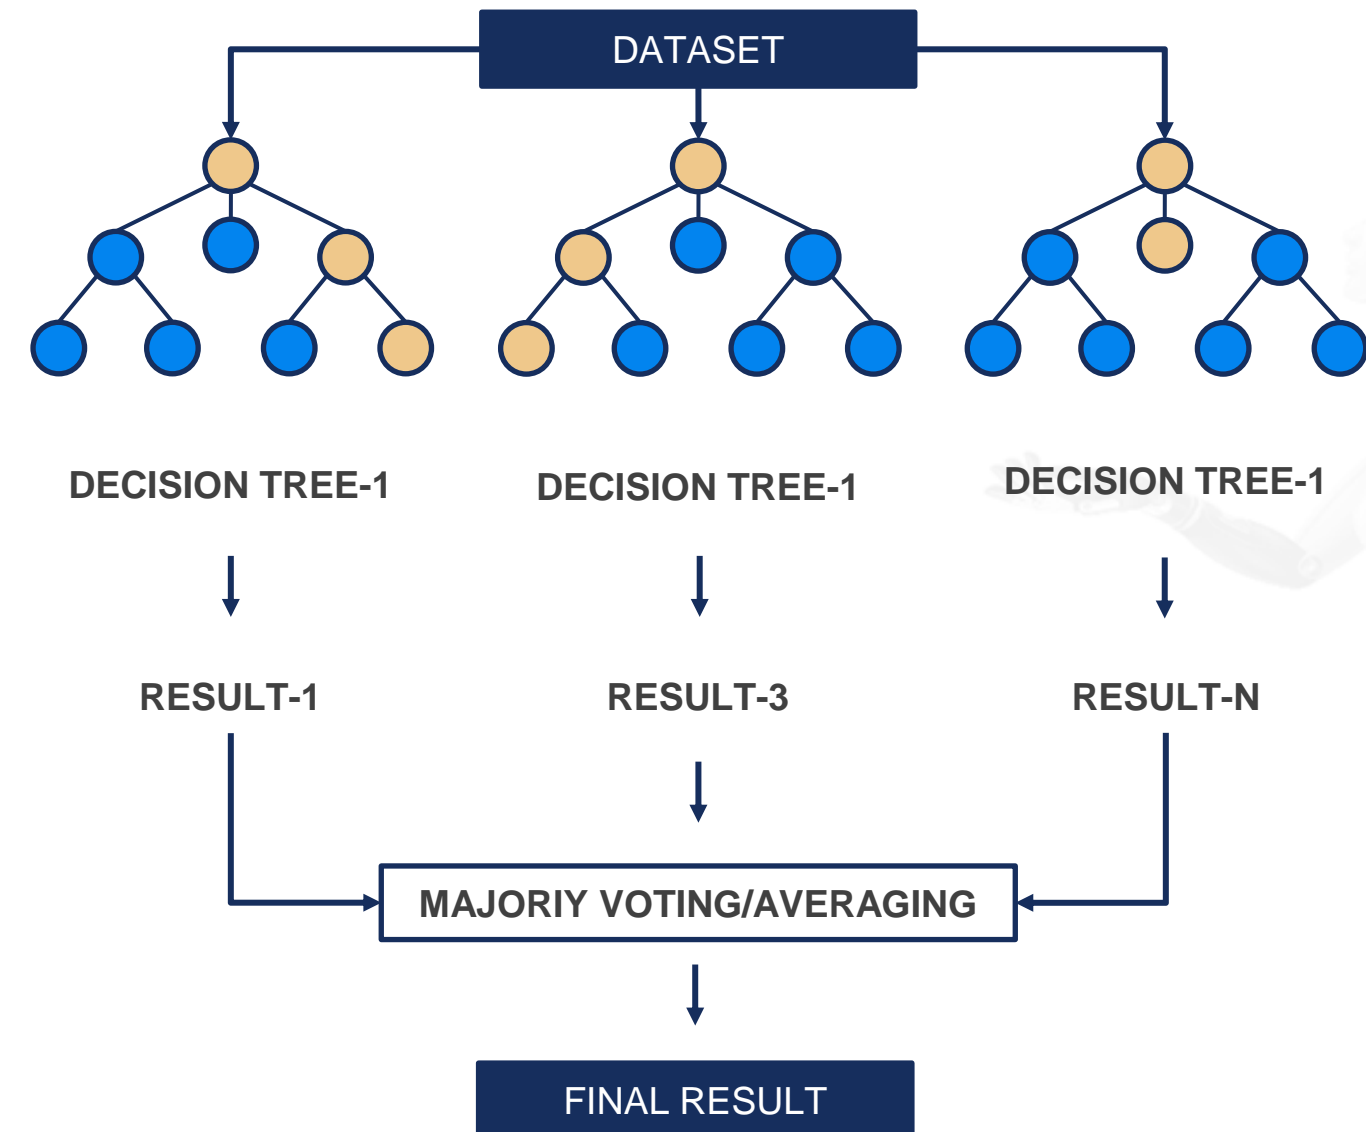 DATASET
DECISION TREE-1
DECISION TREE-1
DECISION TREE-1
RESULT-1
RESULT-3
RESULT-N
MAJORIY VOTING/AVERAGING
FINAL RESULT